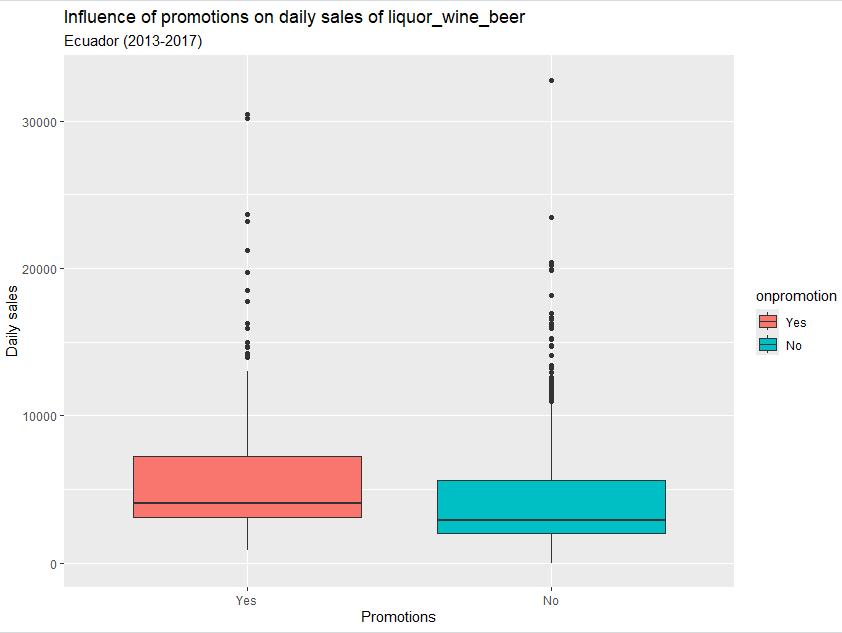 Influence of promotions on daily sales of liquor_wine_beer
Ecuador (2013-2017)
30000
20000
10000
0
Daily sales
Yes
No
Promotions
onpromotion
Yes
No